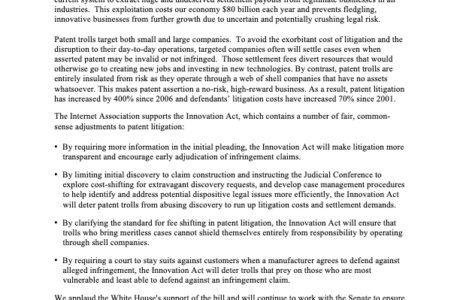 current system to extract huge and undeserved settlement payouts from legitimate businesses in all
industries. This exploitation costs our economy $80 billion each year and prevents fledgling,
innovative businesses from further growth due to uncertain and potentially crushing legal risk.
Patent trolls target both small and large companies. To avoid the exorbitant cost of litigation and the
disruption to their day-to-day operations, targeted companies often will settle cases even when
asserted patents may be invalid or not infringed. Those settlement fees divert resources that would
otherwise go to creating new jobs and investing in new technologies. By contrast, patent trolls are
entirely insulated from risk as they operate through a web of shell companies that have no assets
whatsoever. This makes patent assertion a no-risk, high-reward business. As a result, patent litigation
has increased by 400% since 2006 and defendants' litigation costs have increased 70% since 2001.
The Internet Association supports the Innovation Act, which contains a number of fair, common-
sense adjustments to patent litigation:
• By requiring more information in the initial pleading, the Innovation Act will make litigation more
transparent and encourage early adjudication of infringement claims.
• By limiting initial discovery to claim construction and instructing the Judicial Conference to
explore cost-shifting for extravagant discovery requests, and develop case management procedures
to help identify and address potential dispositive legal issues more efficiently, the Innovation Act
will deter patent trolls from abusing discovery to run up litigation costs and settlement demands.
• By clarifying the standard for fee shifting in patent litigation, the Innovation Act will ensure that
trolls who bring meritless cases cannot shield themselves entirely from responsibility by operating
through shell companies.
• By requiring a court to stay suits against customers when a manufacturer agrees to defend against
alleged infringement, the Innovation Act will deter trolls that prey on those who are most
vulnerable and least able to defend against an infringement claim.
We applaud the White House's support of the bill and will continue to work with the Senate to ensure